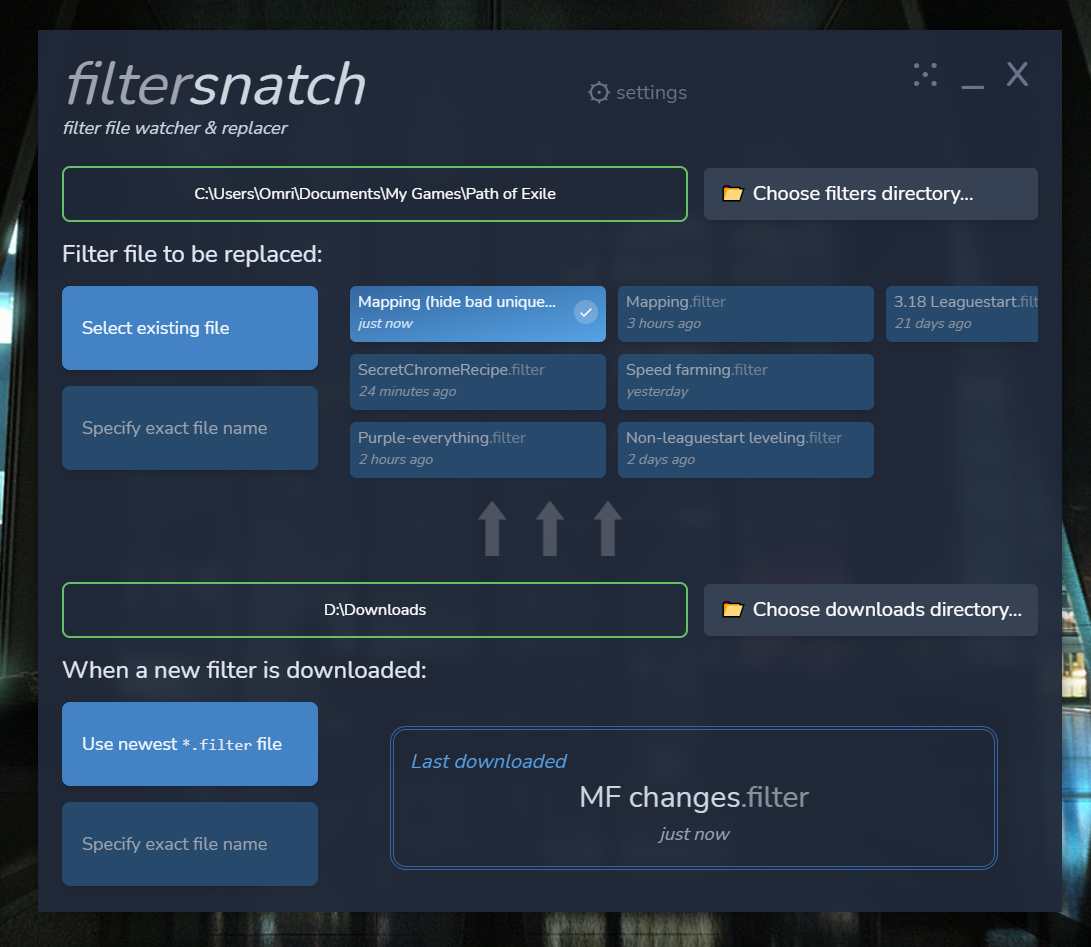 filtersnatch
filter file watcher & replacer
settings
C:\Users\Omri\Documents\My Games\Path of Exile
Choose filters directory...
Filter file to be replaced:
Select existing file
Specify exact file name
Mapping (hide bad unique...
just now
Mapping.filter
3 hours ago
3.18 Leaguestart.filt
21 days ago
SecretChromeRecipe.filter
24 minutes ago
Speed farming.filter
yesterday
Purple-everything.filter
2 hours ago
Non-leaguestart leveling.filter
2 days ago
D:\Downloads
Choose downloads directory...
When a new filter is downloaded:
Use newest *.filter file
Specify exact file name
Last downloaded
MF changes.filter
just now